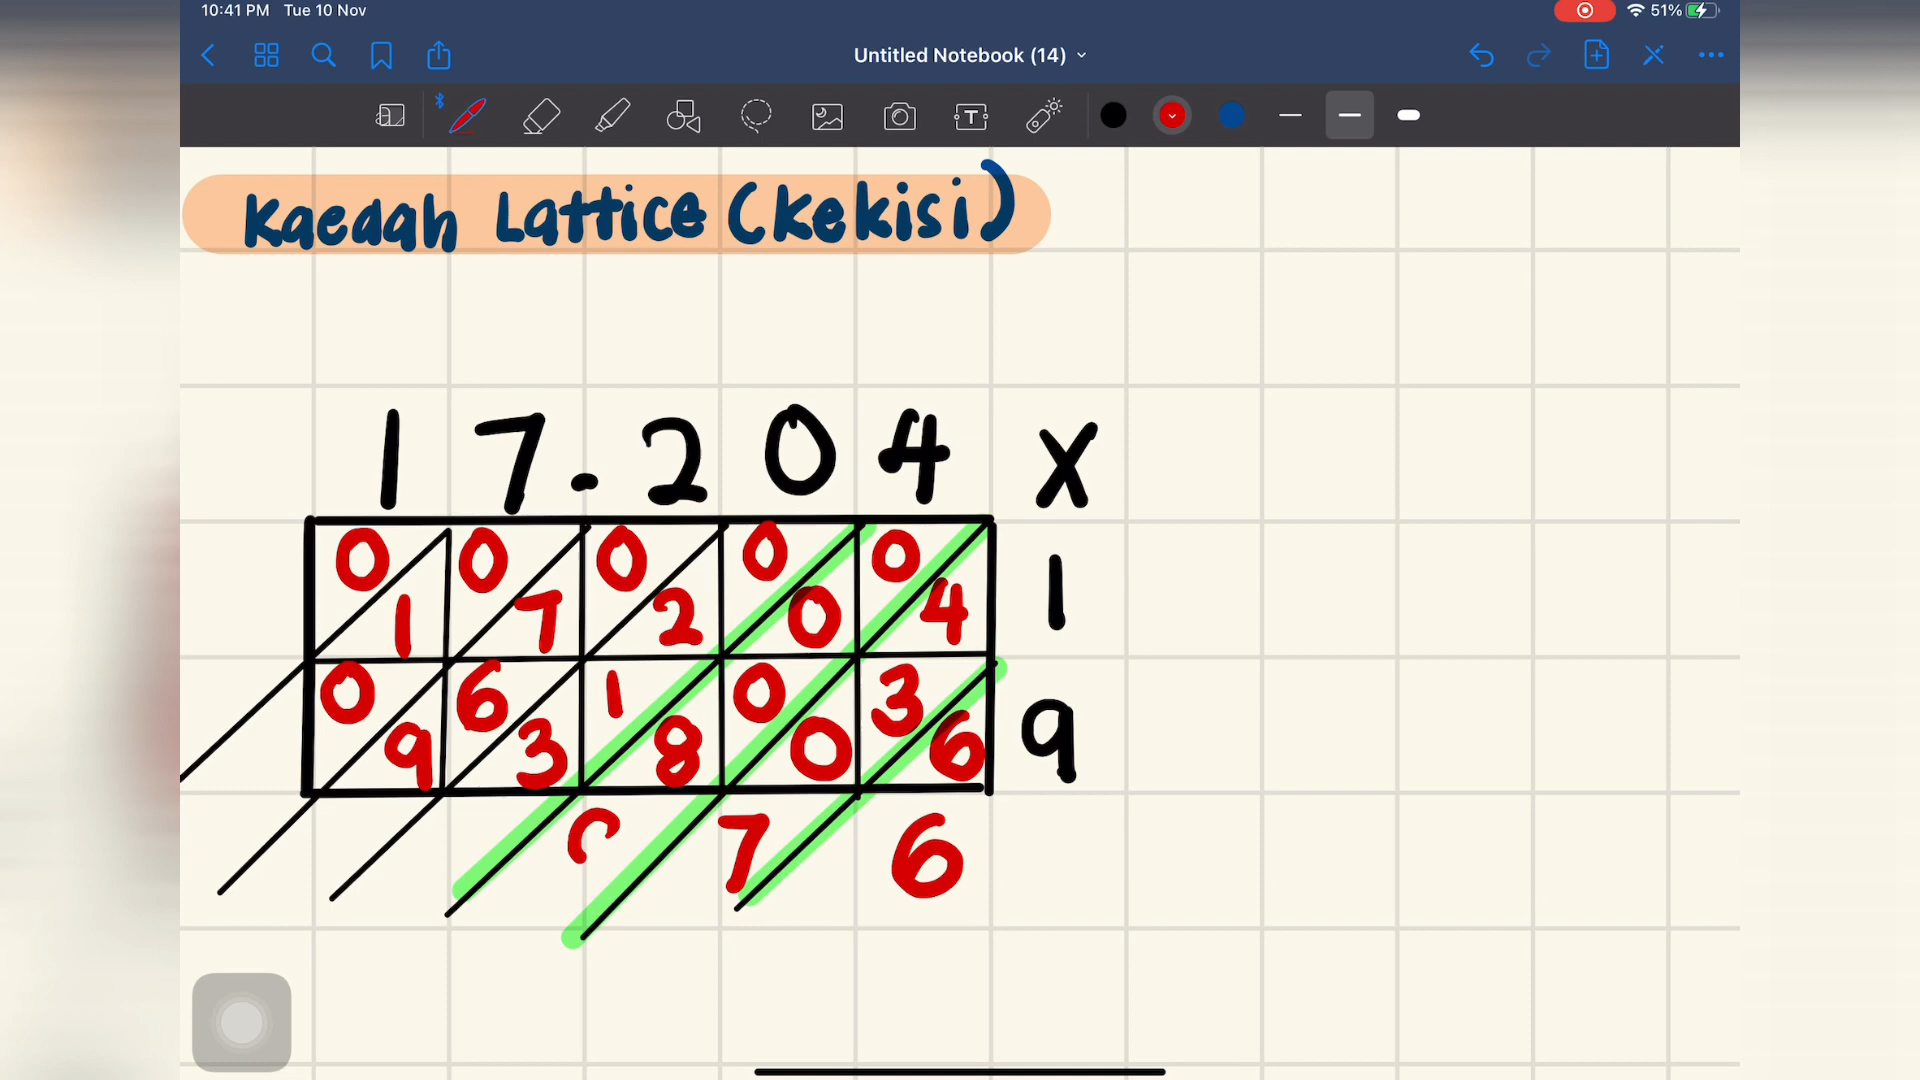 10:41 PM Tue 10 Nov 51%
Untitled Notebook (14)
T
Kaedah Lattice (Kekisi)
1 7 . 2 0 4 X
0 0 0 0 0
1 7 2 0 4 1
0 6 1 0 3
9 3 8 0 6 9
7 6